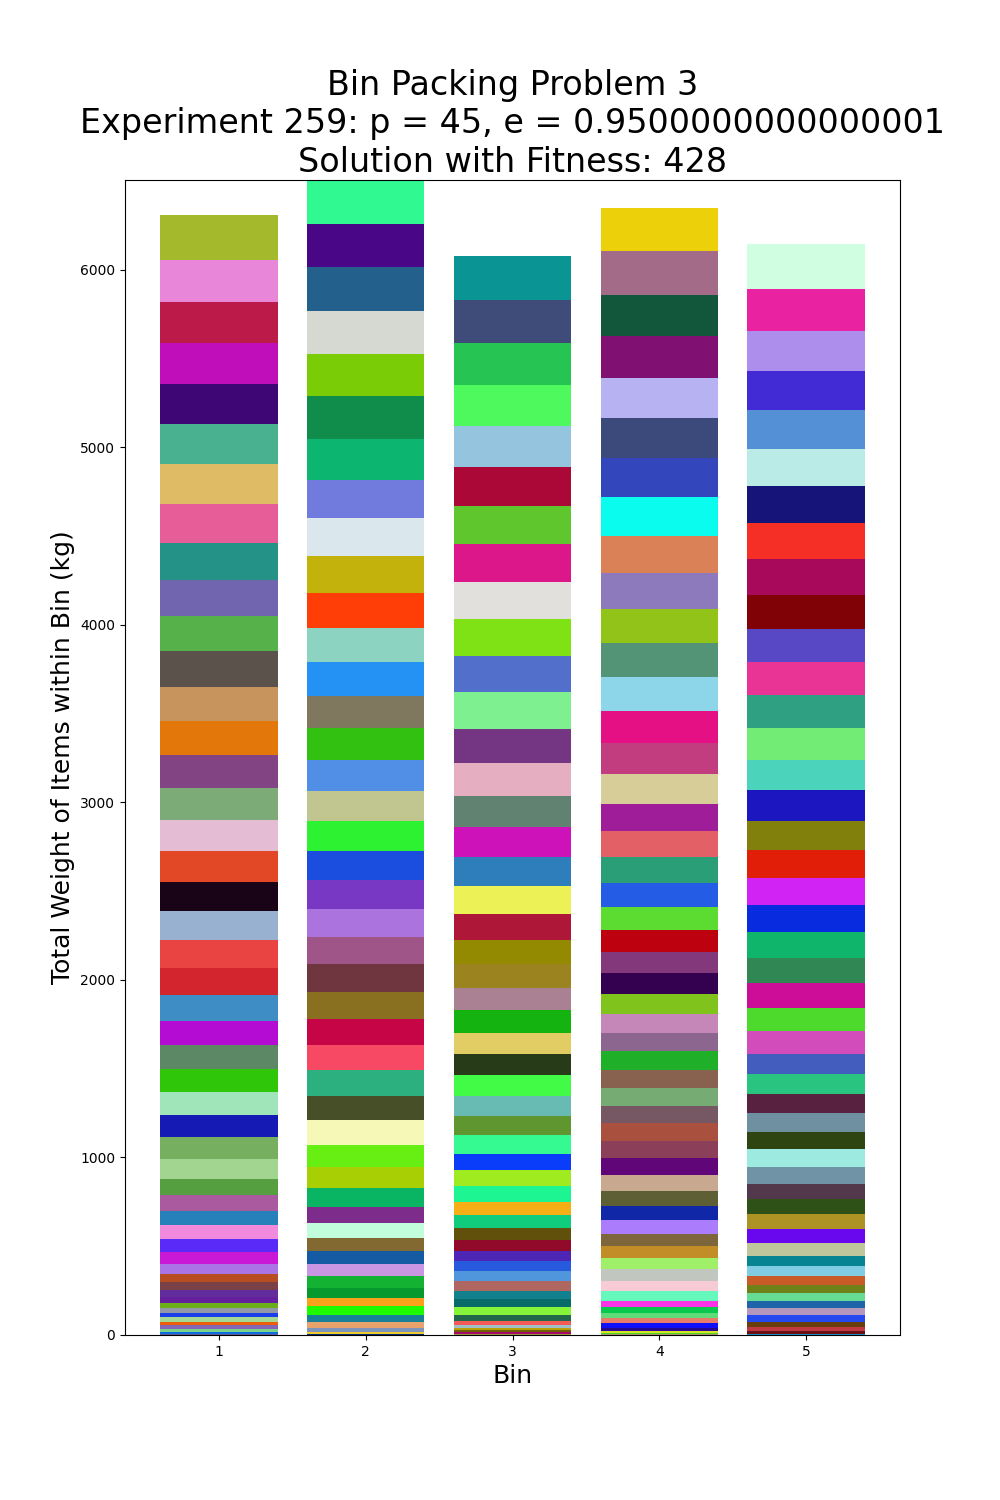 Bin Packing Problem 3
Experiment 259: p = 45, e = 0.9500000000000001
Solution with Fitness: 428
Total Weight of Items within Bin (kg)
6000
5000
4000
3000
2000
1000
0
1 2 3 4 5
Bin